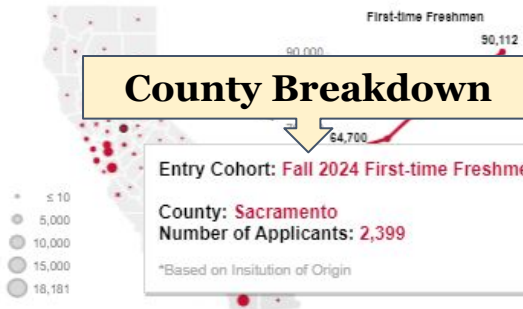 First-time Freshmen
90,112
90,000
County Breakdown
64,700
Entry Cohort: Fall 2024 First-time Freshme
County: Sacramento
Number of Applicants: 2,399
*Based on Insitution of Origin
≤ 10
5,000
10,000
15,000
18,181